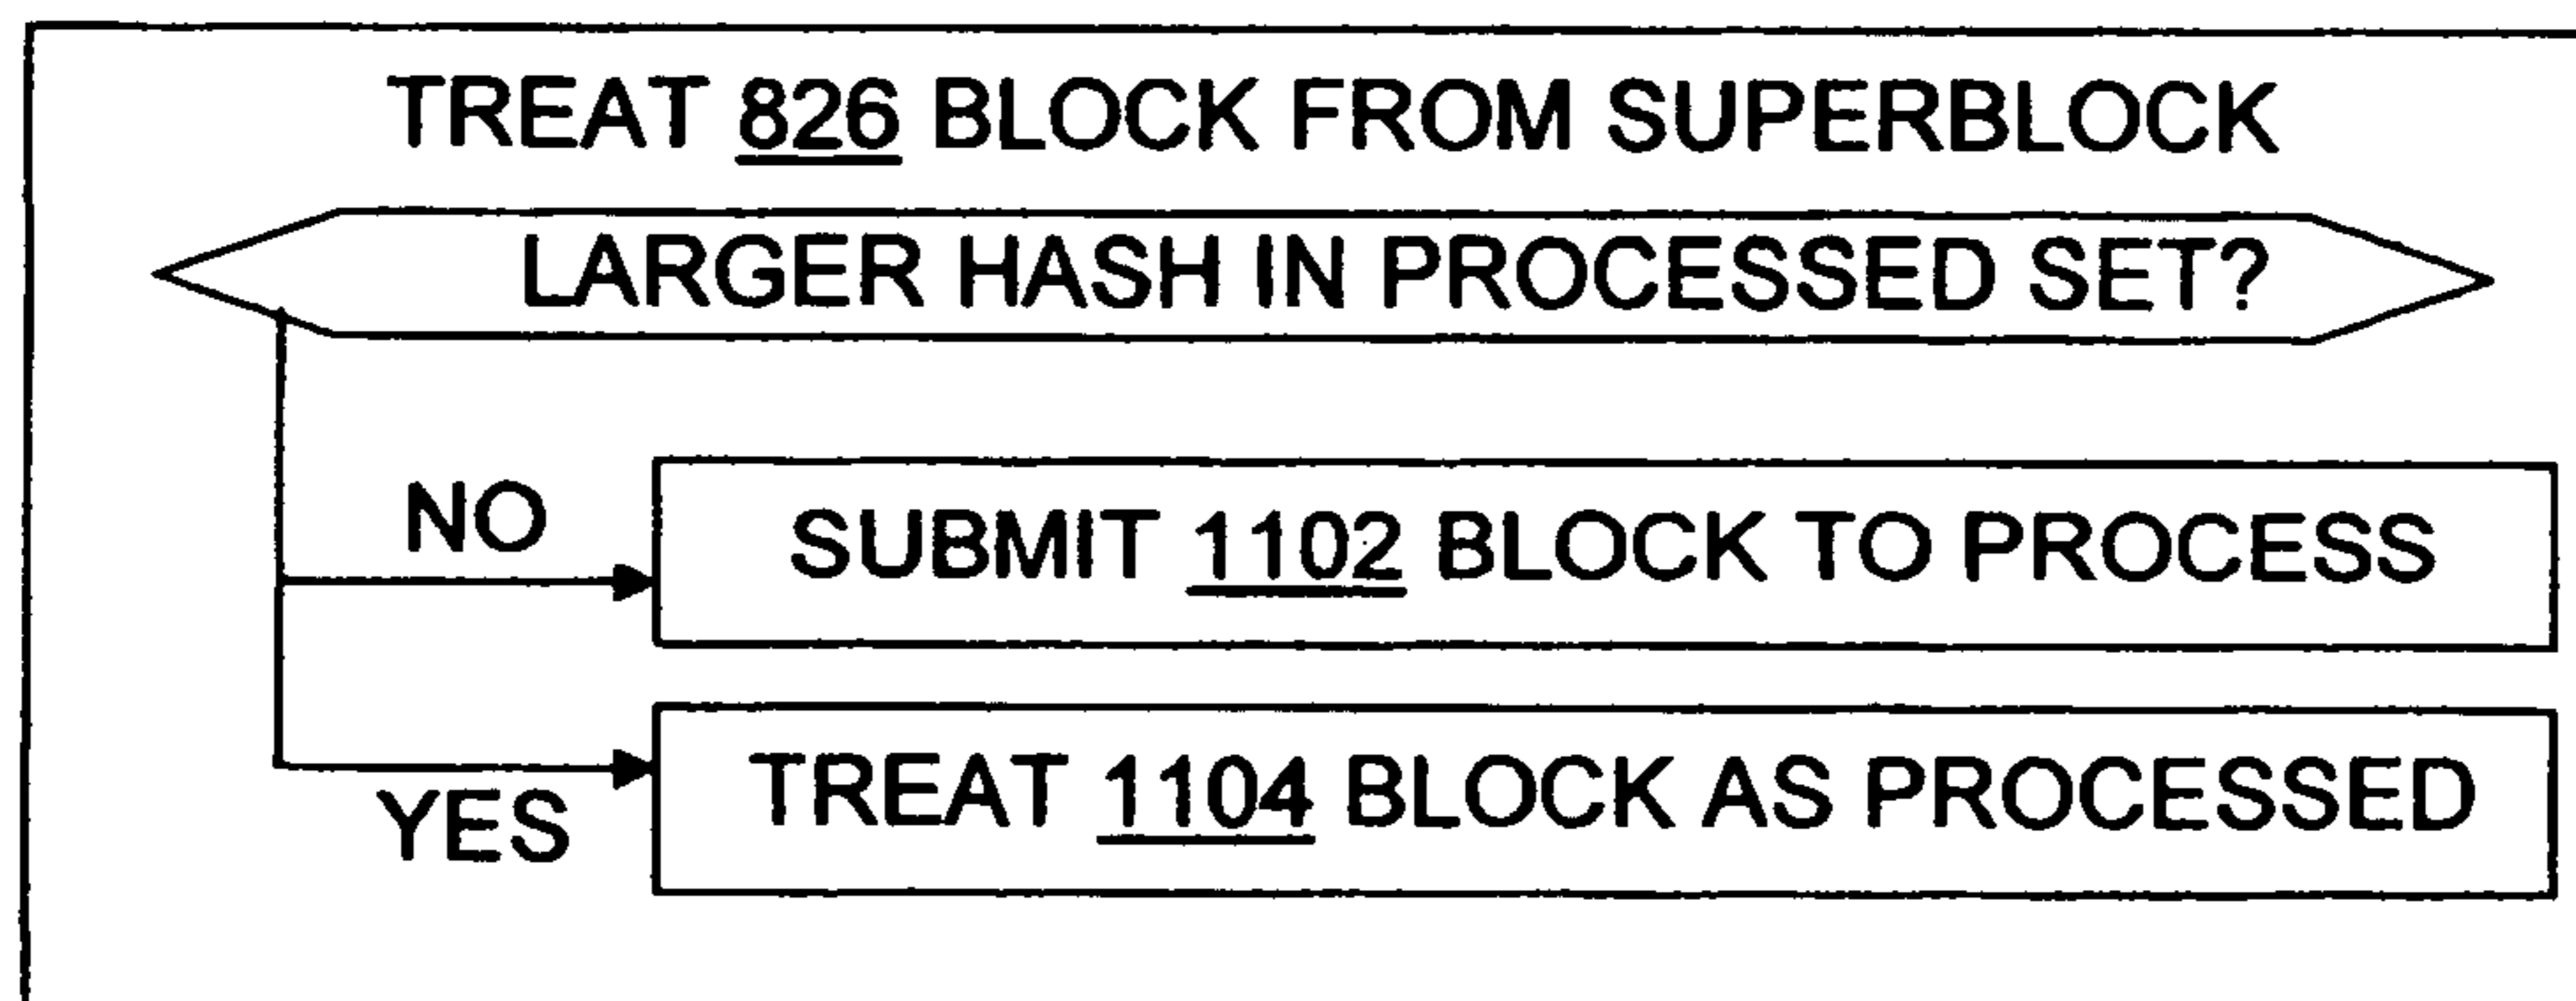 TREAT 826 BLOCK FROM SUPERBLOCK
LARGER HASH IN PROCESSED SET?
NO
SUBMIT 1102 BLOCK TO PROCESS
YES
TREAT 1104 BLOCK AS PROCESSED